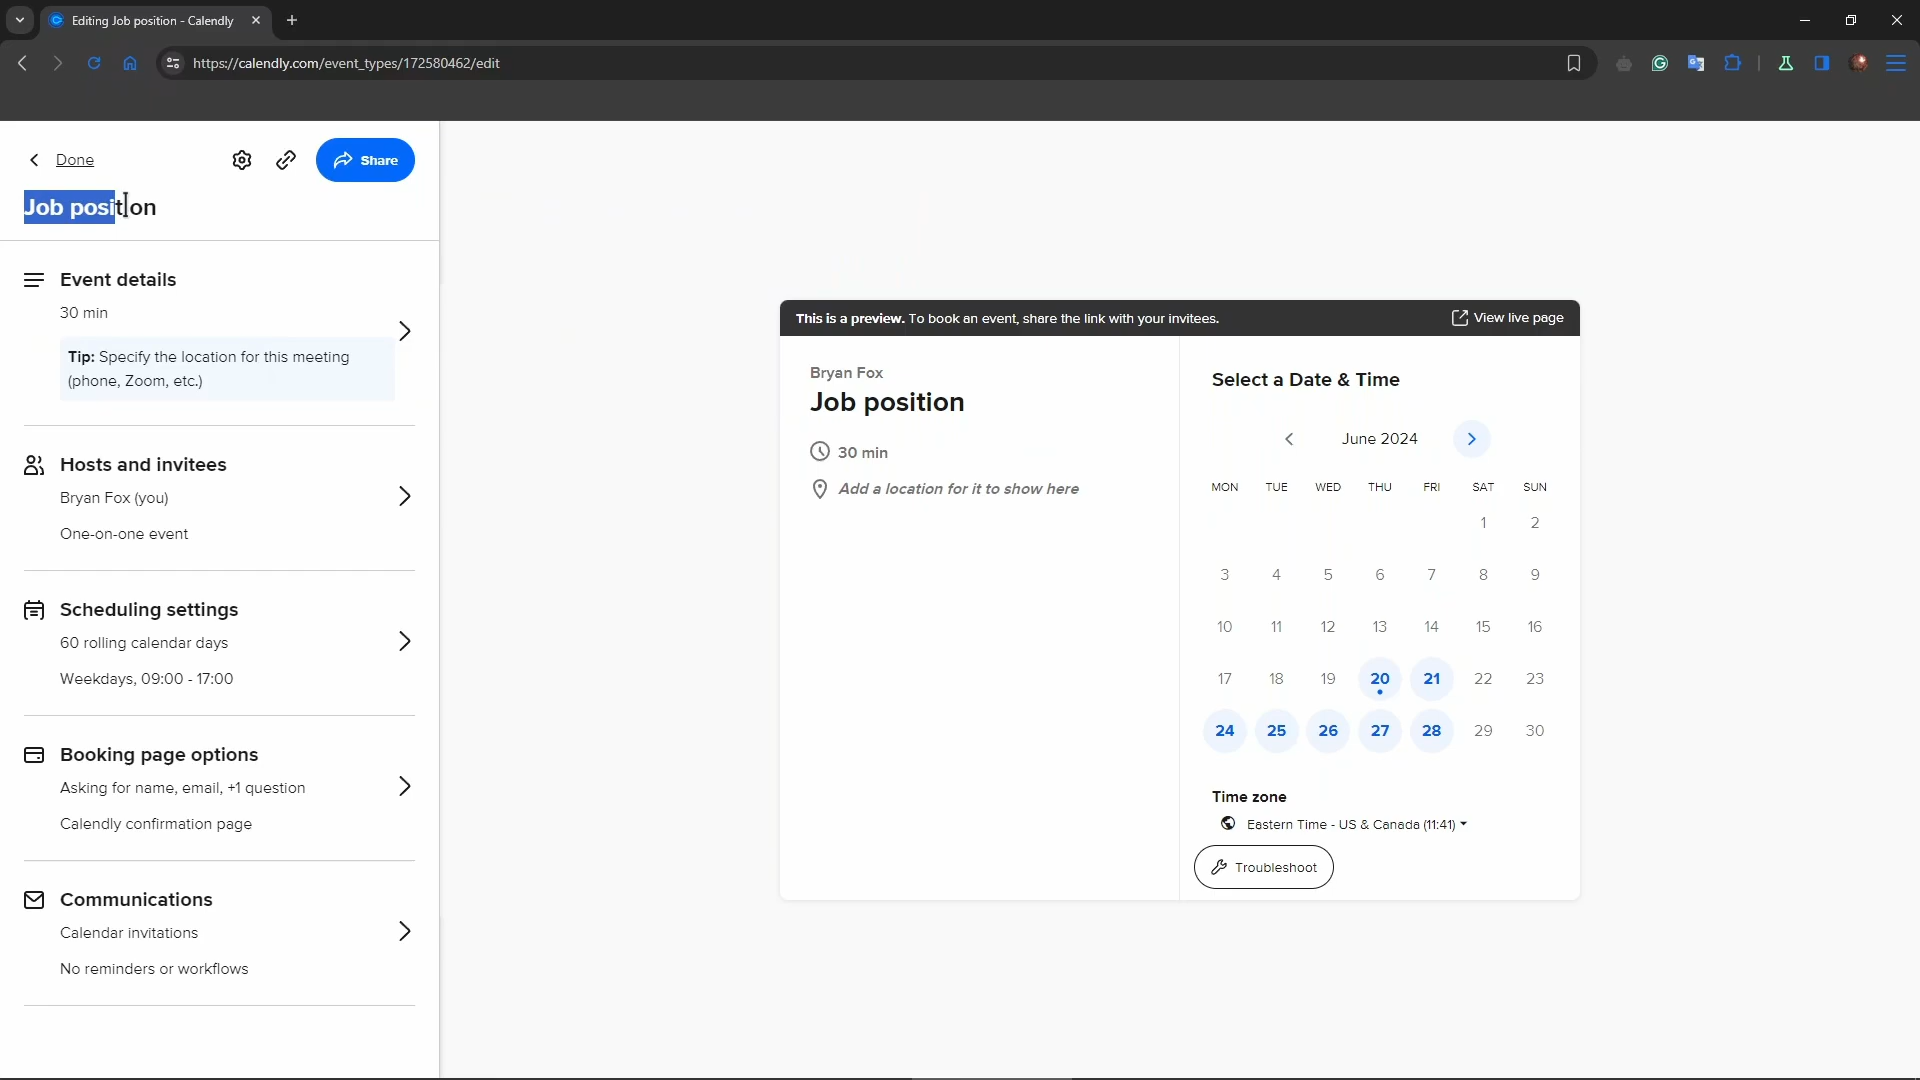 Editing Job position - Calendly
https://calendly.com/event_types/172580462/edit
Done
Share
Job position
Event details
30 min
Tip: Specify the location for this meeting
(phone, Zoom, etc.)
Hosts and invitees
Bryan Fox (you)
One-on-one event
Scheduling settings
60 rolling calendar days
Weekdays, 09:00 - 17:00
Booking page options
Asking for name, email, +1 question
Calendly confirmation page
Communications
Calendar invitations
No reminders or workflows
This is a preview. To book an event, share the link with your invitees.
View live page
Bryan Fox
Job position
30 min
Add a location for it to show here
Select a Date & Time
June 2024
MON TUE WED THU FRI SAT SUN
1 2
3 4 5 6 7 8 9
10 11 12 13 14 15 16
17 18 19 20 21 22 23
24 25 26 27 28 29 30
Time zone
Eastern Time - US & Canada (11:41)
Troubleshoot